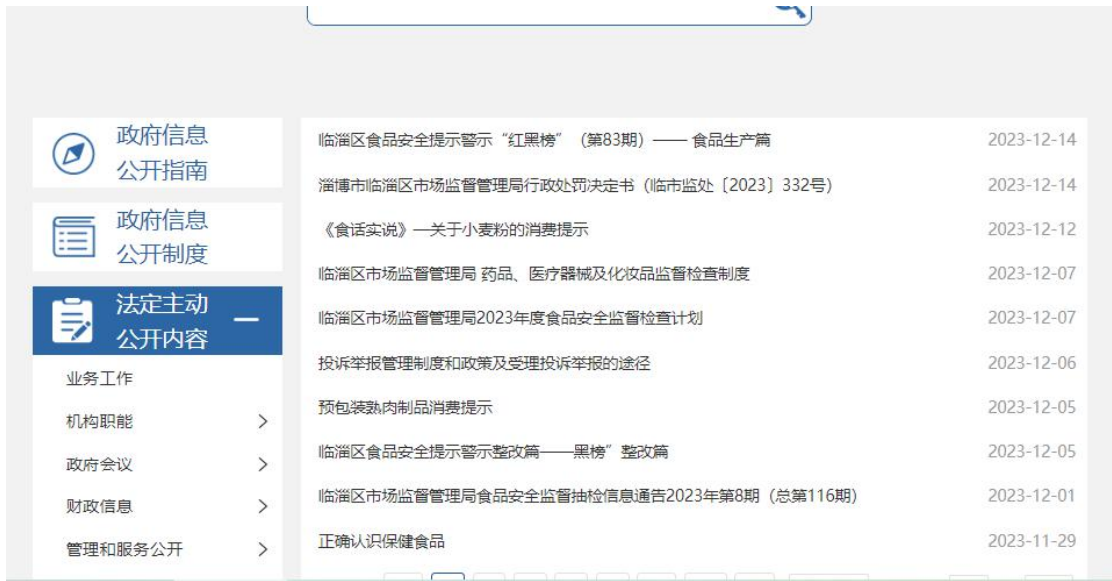 政府信息
公开指南
政府信息
公开制度
法定主动
公开内容
业务工作
机构职能
政府会议
财政信息
管理和服务公开
临淄区食品安全提示警示“红黑榜”（第83期）—— 食品生产篇 2023-12-14
淄博市临淄区市场监督管理局行政处罚决定书（临市监处〔2023〕332号） 2023-12-14
《食话实说》—关于小麦粉的消费提示 2023-12-12
临淄区市场监督管理局 药品、医疗器械及化妆品监督检查制度 2023-12-07
临淄区市场监督管理局2023年度食品安全监督检查计划 2023-12-07
投诉举报管理制度和政策及受理投诉举报的途径 2023-12-06
预包装熟肉制品消费提示 2023-12-05
临淄区食品安全提示警示整改篇——黑榜”整改篇 2023-12-05
临淄区市场监督管理局食品安全监督抽检信息通告2023年第8期（总第116期） 2023-12-01
正确认识保健食品 2023-11-29